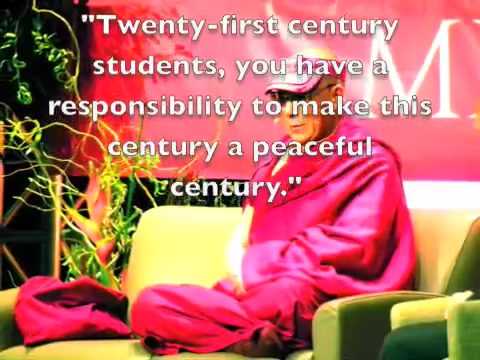 "Twenty-first century
students, you have a
responsibility to make this
century a peaceful
century."
M